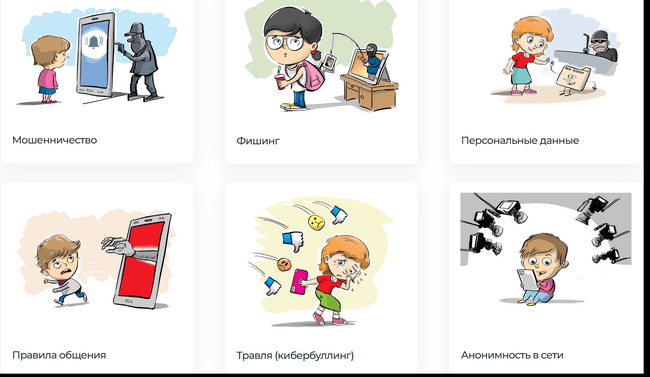 Мошенничество
Фишинг
Персональные данные
Правила общения
Травля (кибербуллинг)
Анонимность в сети